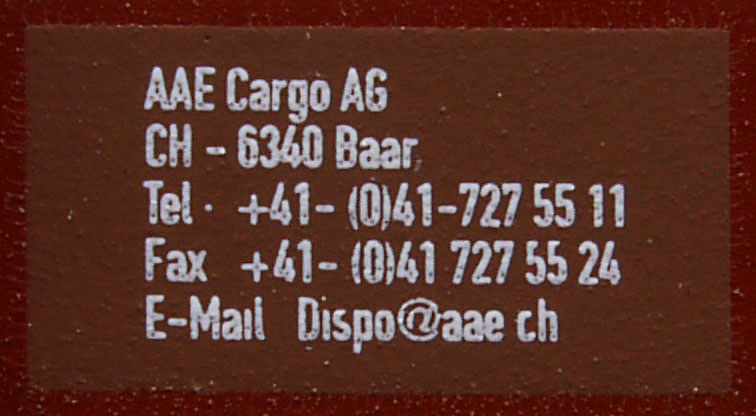 AAE Cargo AG
CH - 6340 Baar
Tel · +41- (0)41-727 55 11
Fax +41- (0)41 727 55 24
E-Mail Dispo@aae ch